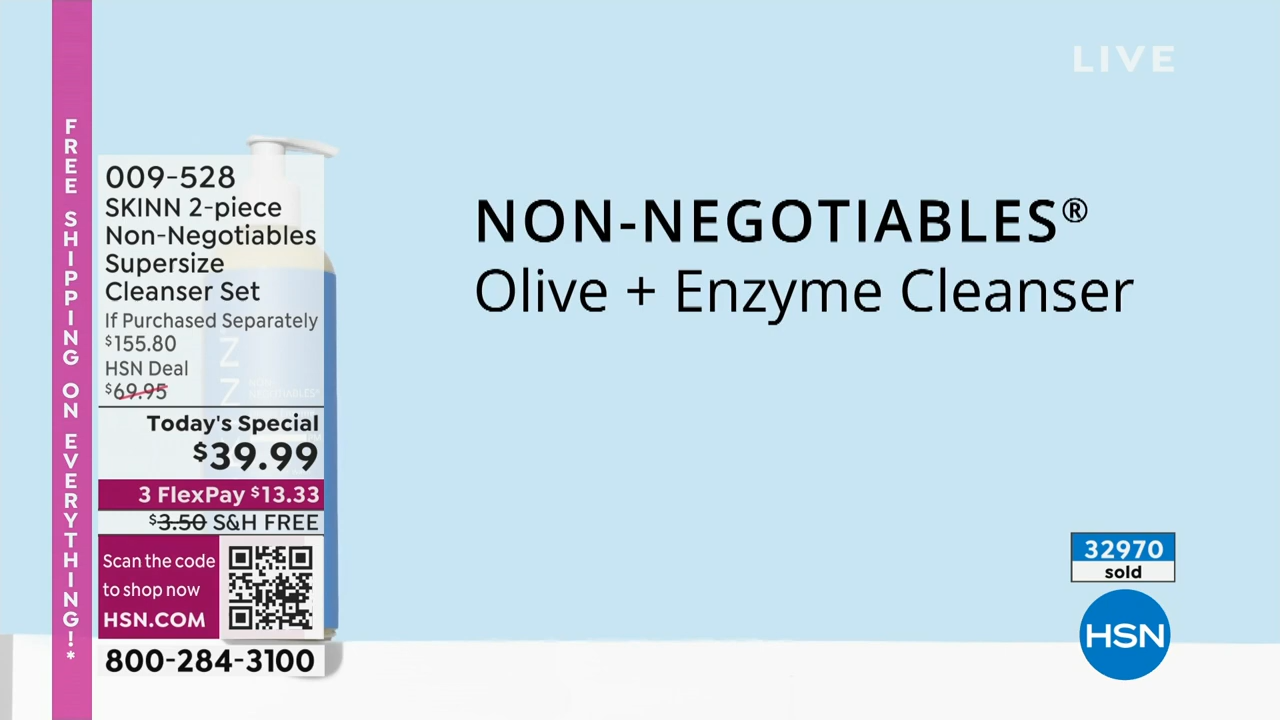 LIVE
FREE SHIPPING ON EVERYTHING!*
009-528
SKINN 2-piece
Non-Negotiables
Supersize
Cleanser Set
If Purchased Separately
$155.80
HSN Deal
$69.95
Today's Special
$39.99
3 FlexPay $13.33
$3.50 S&H FREE
Scan the code
to shop now
HSN.COM
800-284-3100
NON-NEGOTIABLES®
Olive + Enzyme Cleanser
Z
Z
NON-
NEGOTIABLES®
32970
sold
HSN